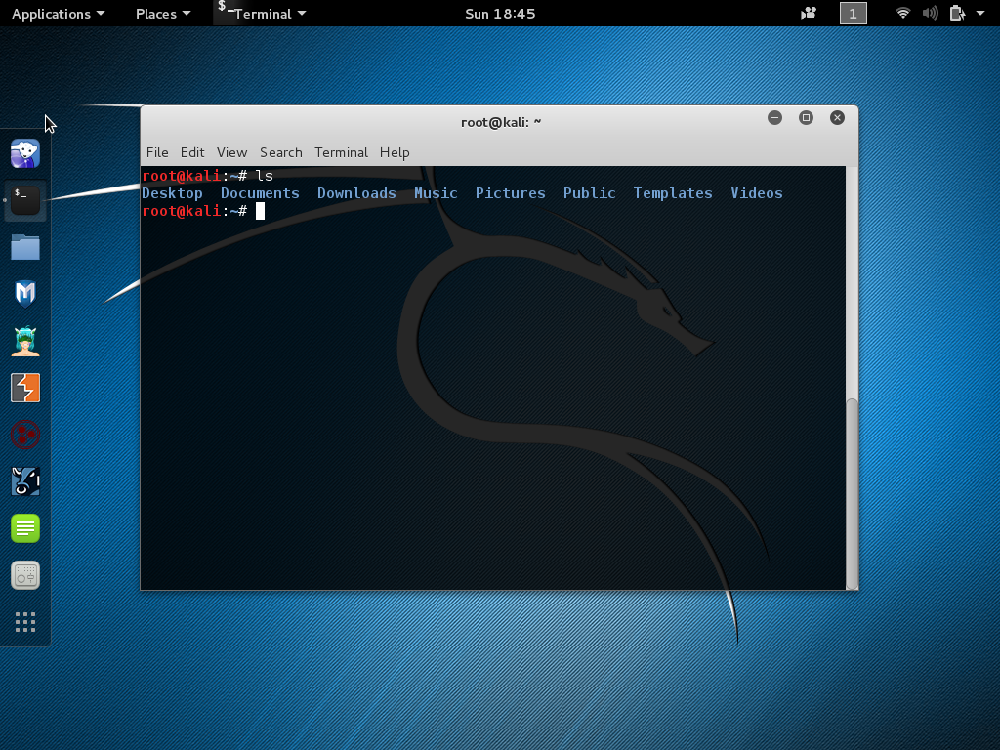 Applications Places $_Terminal Sun 18:45 1
root@kali: ~
File Edit View Search Terminal Help
root@kali:~# ls
Desktop Documents Downloads Music Pictures Public Templates Videos
root@kali:~#
$_